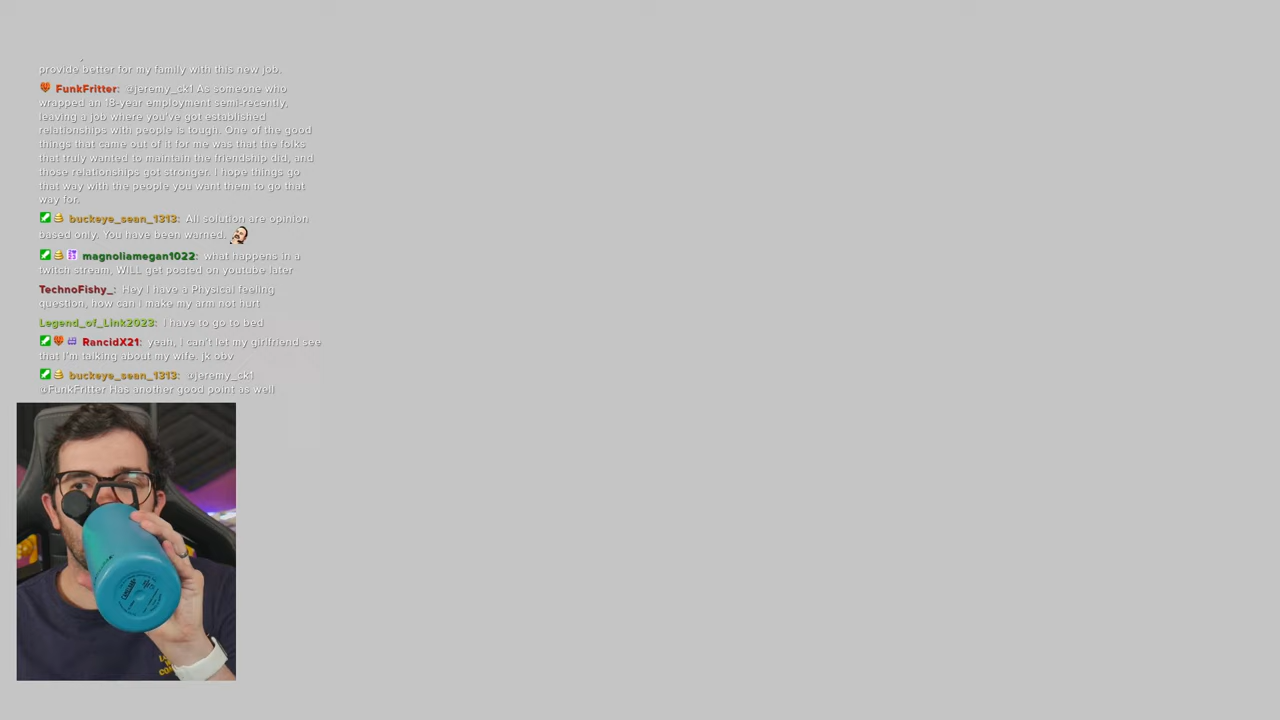 provide better for my family with this new job.
FunkFritter: @jeremy_ck1 As someone who
wrapped an 18-year employment semi-recently,
leaving a job where you've got established
relationships with people is tough. One of the good
things that came out of it for me was that the folks
that truly wanted to maintain the friendship did, and
those relationships got stronger. I hope things go
that way with the people you want them to go that
way for.
buckeye_sean_1313: All solution are opinion
based only. You have been warned.
magnoliamegan1022: what happens in a
twitch stream, WILL get posted on youtube later
TechnoFishy_: Hey I have a Physical feeling
question, how can i make my arm not hurt
Legend_of_Link2023: I have to go to bed
RancidX21: yeah, I can't let my girlfriend see
that I'm talking about my wife. jk obv
buckeye_sean_1313: @jeremy_ck1
@FunkFritter Has another good point as well